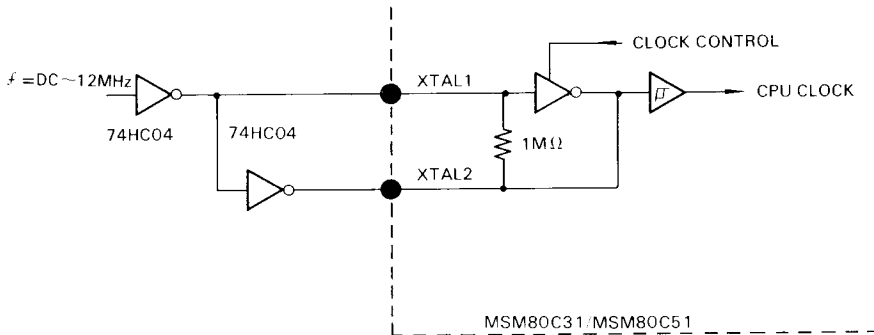 CLOCK CONTROL
f=DC~12MHz
XTAL1
CPU CLOCK
74HC04
74HC04
1MΩ
XTAL2
MSM80C31/MSM80C51